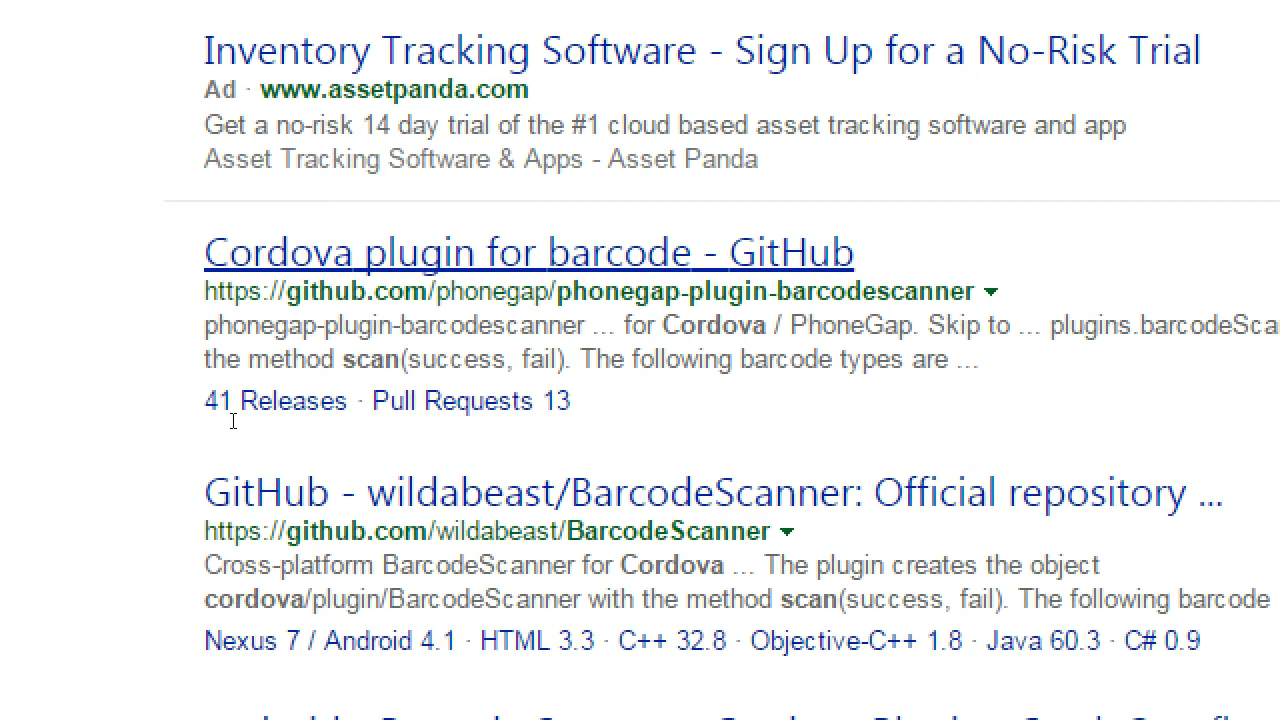 Inventory Tracking Software - Sign Up for a No-Risk Trial
Ad · www.assetpanda.com
Get a no-risk 14 day trial of the #1 cloud based asset tracking software and app
Asset Tracking Software & Apps - Asset Panda
Cordova plugin for barcode - GitHub
https://github.com/phonegap/phonegap-plugin-barcodescanner
phonegap-plugin-barcodescanner ... for Cordova / PhoneGap. Skip to ... plugins.barcodeSca
the method scan(success, fail). The following barcode types are ...
41 Releases · Pull Requests 13
GitHub - wildabeast/BarcodeScanner: Official repository ...
https://github.com/wildabeast/BarcodeScanner
Cross-platform BarcodeScanner for Cordova ... The plugin creates the object
cordova/plugin/BarcodeScanner with the method scan(success, fail). The following barcode
Nexus 7 / Android 4.1 · HTML 3.3 · C++ 32.8 · Objective-C++ 1.8 · Java 60.3 · C# 0.9